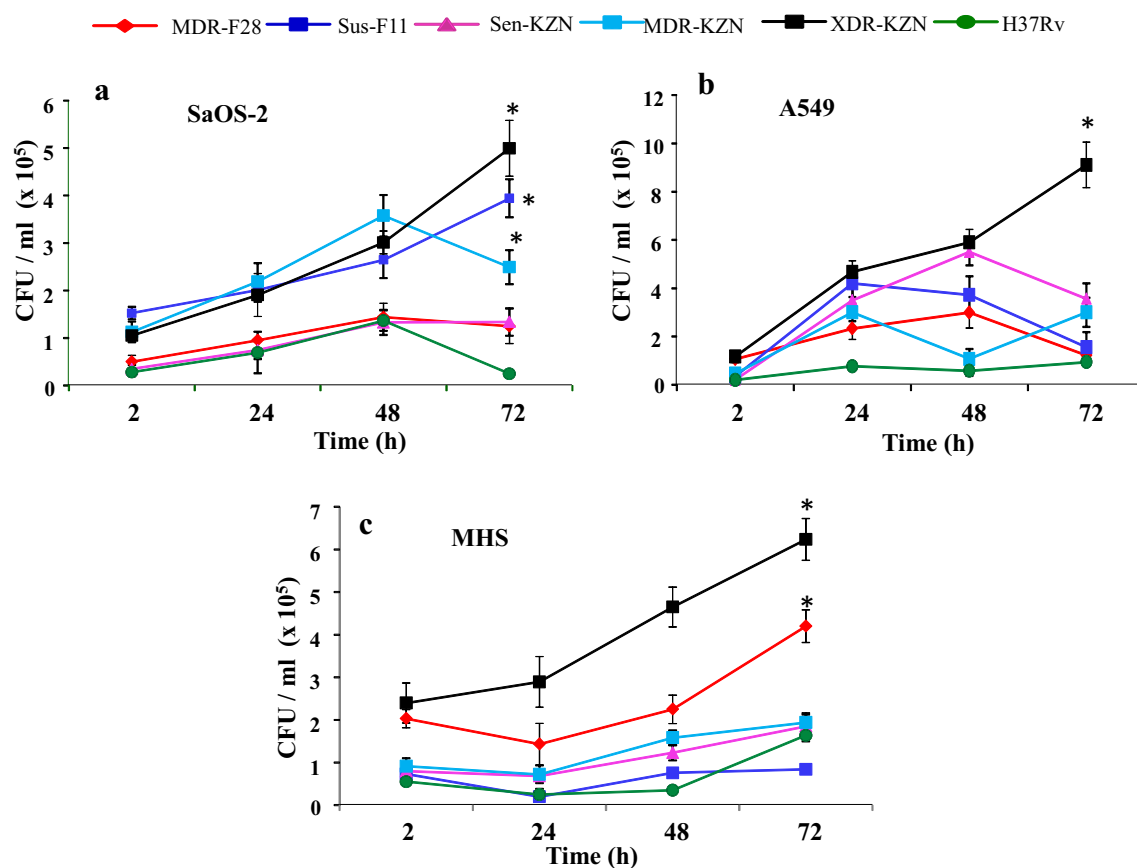 MDR-F28 Sus-F11 Sen-KZN MDR-KZN XDR-KZN H37Rv
a
SaOS-2
CFU / ml (x 10⁵)
6
5
4
3
2
1
0
* 
*
*
2 24 48 72
Time (h)
b
A549
CFU / ml (x 10⁵)
12
10
8
6
4
2
0
*
2 24 48 72
Time (h)
c
MHS
CFU / ml (x 10⁵)
7
6
5
4
3
2
1
0
*
*
2 24 48 72
Time (h)